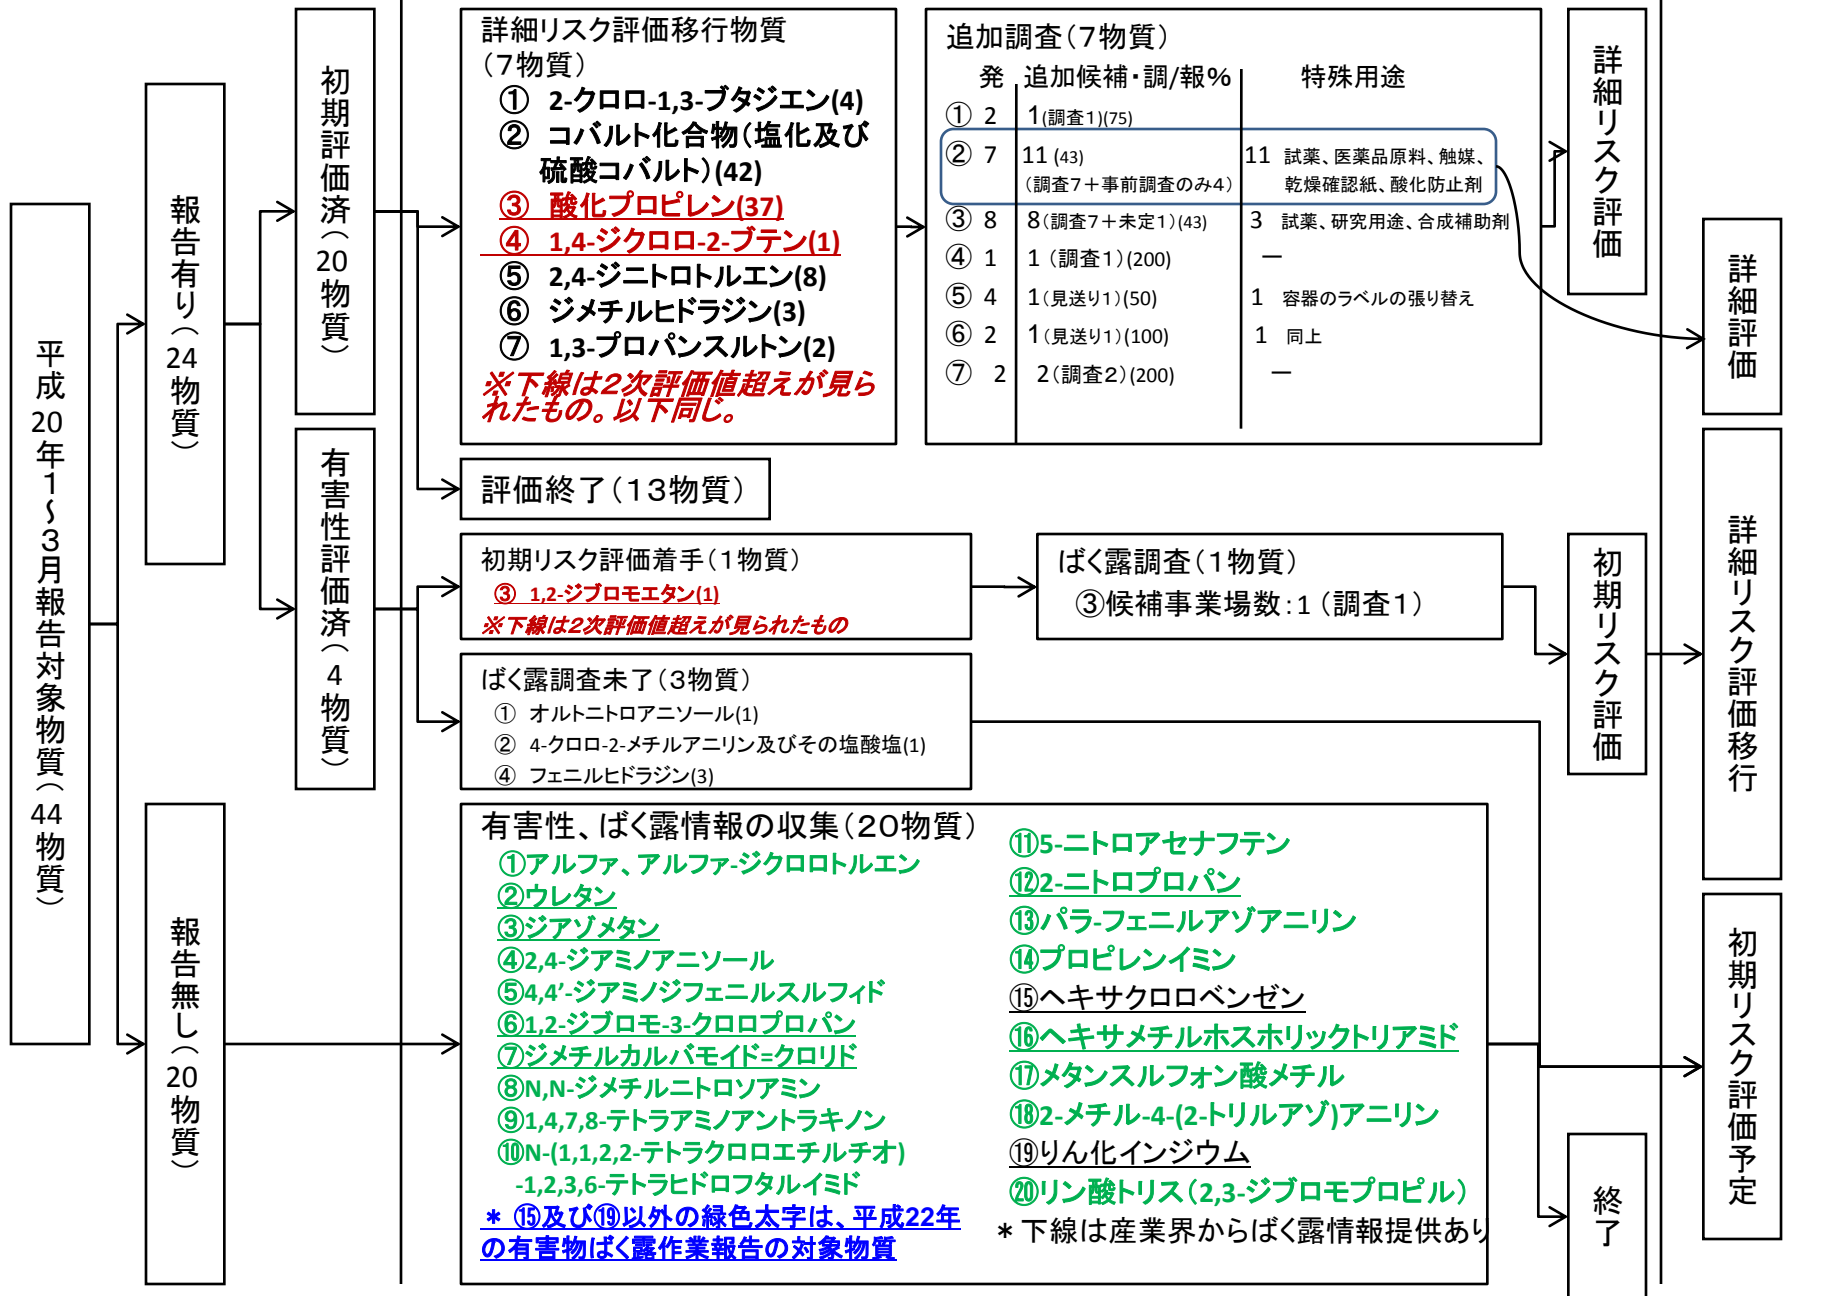 平成20年１～３月報告対象物質（44物質）
報告有り（24物質）
報告無し（20物質）
初期評価済（20物質）
有害性評価済（４物質）
詳細リスク評価移行物質
（７物質）
① 2-クロロ-1,3-ブタジエン(4)
② コバルト化合物（塩化及び
硫酸コバルト）(42)
③ 酸化プロピレン(37)
④ 1,4-ジクロロ-2-ブテン(1)
⑤ 2,4-ジニトロトルエン(8)
⑥ ジメチルヒドラジン(3)
⑦ 1,3-プロパンスルトン(2)
※下線は２次評価値超えが見ら
れたもの。以下同じ。
追加調査（７物質）
発 追加候補・調/報% 特殊用途
① 2 1(調査１)(75)
② 7 11 (43) 11 試薬、医薬品原料、触媒、
（調査７＋事前調査のみ４） 乾燥確認紙、酸化防止剤
③ 8 8（調査７＋未定１）(43) 3 試薬、研究用途、合成補助剤
④ 1 1（調査１）(200) ー
⑤ 4 1（見送り１）(50) 1 容器のラベルの張り替え
⑥ 2 1（見送り１）(100) 1 同上
⑦ 2 2（調査２）(200) ー
詳細リスク評価
詳細評価
評価終了（１３物質）
初期リスク評価着手（１物質）
③ 1,2-ジブロモエタン(1)
※下線は２次評価値超えが見られたもの
ばく露調査（１物質）
③候補事業場数：１（調査１）
初期リスク評価
詳細リスク評価移行
ばく露調査未了（３物質）
① オルトニトロアニソール(1)
② 4-クロロ-2-メチルアニリン及びその塩酸塩(1)
④ フェニルヒドラジン(3)
有害性、ばく露情報の収集（２０物質）
①アルファ、アルファ-ジクロロトルエン
②ウレタン
③ジアゾメタン
④2,4-ジアミノアニソール
⑤4,4’-ジアミノジフェニルスルフィド
⑥1,2-ジブロモ-3-クロロプロパン
⑦ジメチルカルバモイド=クロリド
⑧N,N-ジメチルニトロソアミン
⑨1,4,7,8-テトラアミノアントラキノン
⑩N-(1,1,2,2-テトラクロロエチルチオ)
-1,2,3,6-テトラヒドロフタルイミド
＊ ⑮及び⑲以外の緑色太字は、平成22年
の有害物ばく露作業報告の対象物質
⑪5-ニトロアセナフテン
⑫2-ニトロプロパン
⑬パラ-フェニルアゾアニリン
⑭プロピレンイミン
⑮ヘキサクロロベンゼン
⑯ヘキサメチルホスホリックトリアミド
⑰メタンスルフォン酸メチル
⑱2-メチル-4-(2-トリルアゾ)アニリン
⑲りん化インジウム
⑳リン酸トリス（2,3-ジブロモプロピル）
＊下線は産業界からばく露情報提供あり
初期リスク評価予定
終了